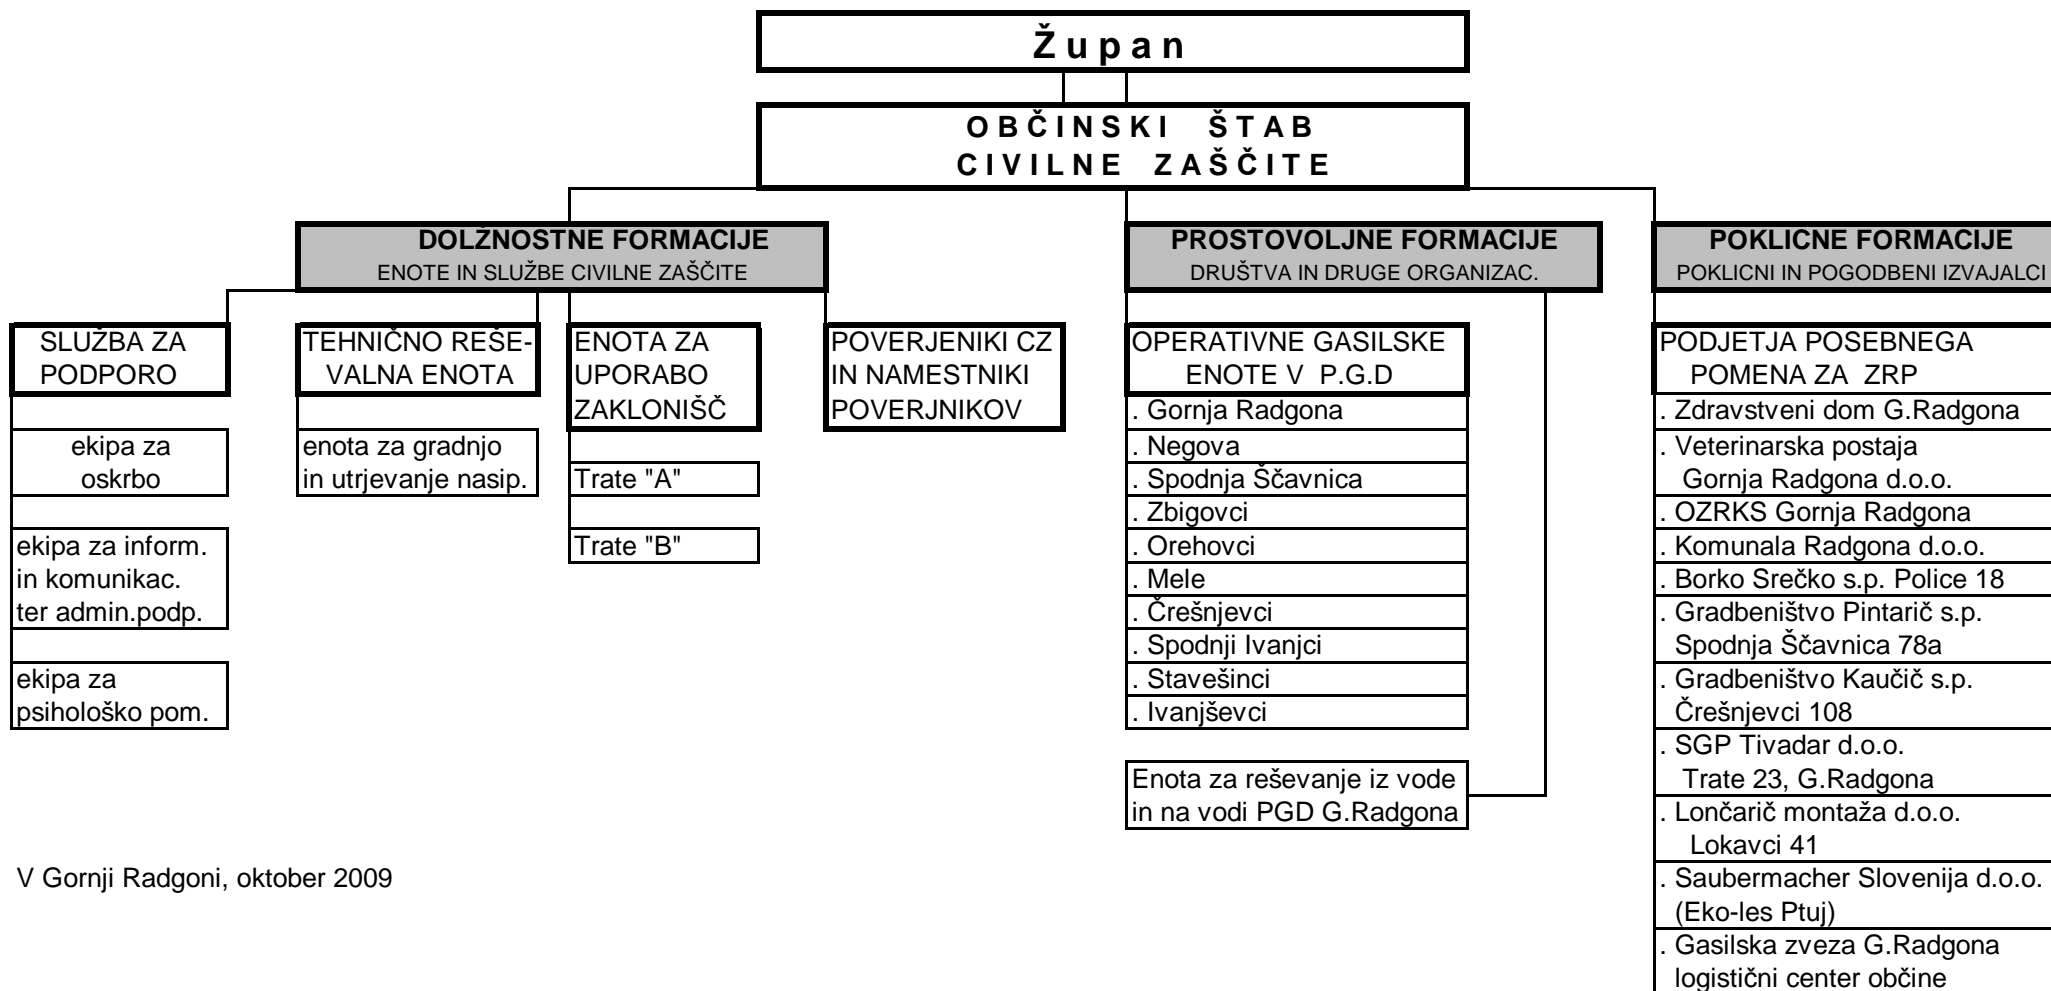 Župan
OBČINSKI ŠTAB
CIVILNE ZAŠČITE
DOLŽNOSTNE FORMACIJE
ENOTE IN SLUŽBE CIVILNE ZAŠČITE
SLUŽBA ZA
PODPORO
ekipa za
oskrbo
ekipa za inform.
in komunikac.
ter admin.podp.
ekipa za
psihološko pom.
TEHNIČNO REŠE-
VALNA ENOTA
enota za gradnjo
in utrjevanje nasip.
ENOTA ZA
UPORABO
ZAKLONIŠČ
Trate "A"
Trate "B"
POVERJENIKI CZ
IN NAMESTNIKI
POVERJNIKOV
PROSTOVOLJNE FORMACIJE
DRUŠTVA IN DRUGE ORGANIZAC.
OPERATIVNE GASILSKE
ENOTE V P.G.D
. Gornja Radgona
. Negova
. Spodnja Ščavnica
. Zbigovci
. Orehovci
. Mele
. Črešnjevci
. Spodnji Ivanjci
. Stavešinci
. Ivanjševci
Enota za reševanje iz vode
in na vodi PGD G.Radgona
POKLICNE FORMACIJE
POKLICNI IN POGODBENI IZVAJALCI
PODJETJA POSEBNEGA
POMENA ZA ZRP
. Zdravstveni dom G.Radgona
. Veterinarska postaja
Gornja Radgona d.o.o.
. OZRKS Gornja Radgona
. Komunala Radgona d.o.o.
. Borko Srečko s.p. Police 18
. Gradbeništvo Pintarič s.p.
Spodnja Ščavnica 78a
. Gradbeništvo Kaučič s.p.
Črešnjevci 108
. SGP Tivadar d.o.o.
Trate 23, G.Radgona
. Lončarič montaža d.o.o.
Lokavci 41
. Saubermacher Slovenija d.o.o.
(Eko-les Ptuj)
. Gasilska zveza G.Radgona
logistični center občine
V Gornji Radgoni, oktober 2009